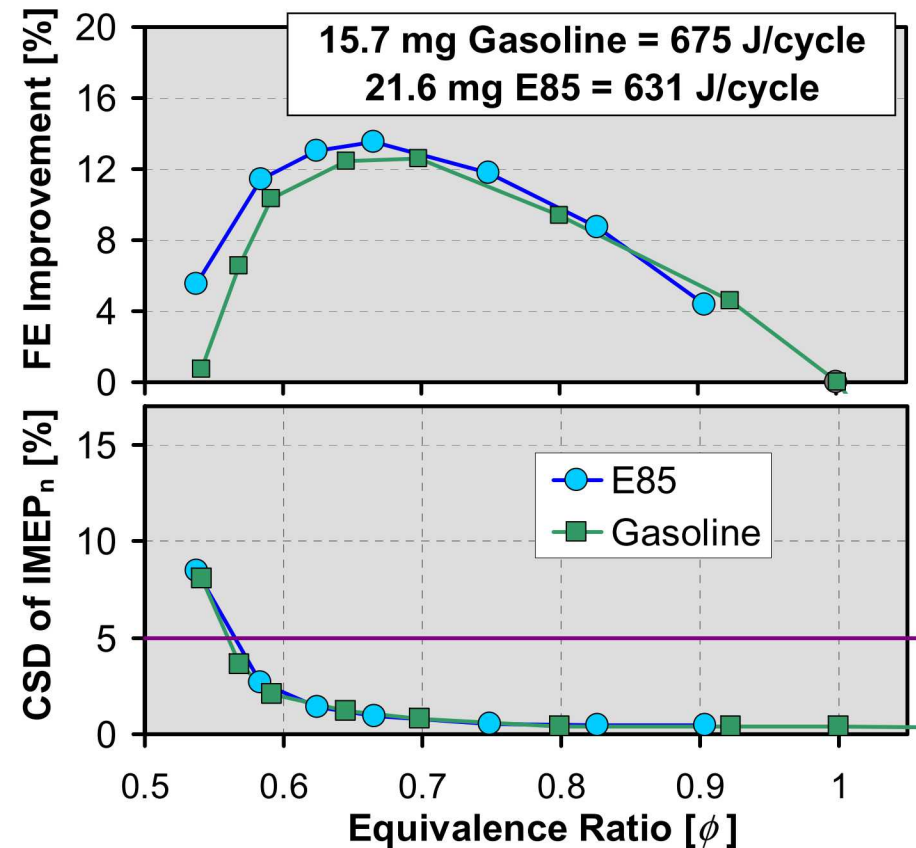 15.7 mg Gasoline = 675 J/cycle
21.6 mg E85 = 631 J/cycle
FE Improvement [%]
20
16
12
8
4
0
CSD of IMEPₙ [%]
15
10
5
0
E85
Gasoline
0.5 0.6 0.7 0.8 0.9 1
Equivalence Ratio [ϕ]